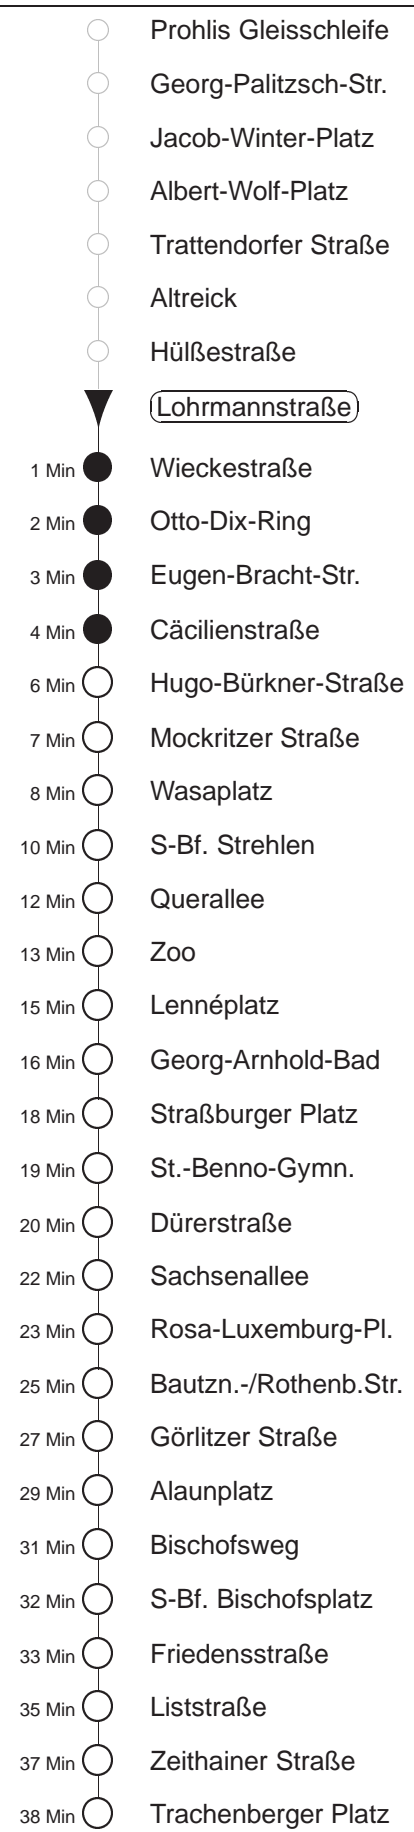 Prohlis Gleisschleife
Georg-Palitzsch-Str.
Jacob-Winter-Platz
Albert-Wolf-Platz
Trattendorfer Straße
Altreick
Hülßestraße
Lohrmannstraße
1 Min Wieckestraße
2 Min Otto-Dix-Ring
3 Min Eugen-Bracht-Str.
4 Min Cäcilienstraße
6 Min Hugo-Bürkner-Straße
7 Min Mockritzer Straße
8 Min Wasaplatz
10 Min S-Bf. Strehlen
12 Min Querallee
13 Min Zoo
15 Min Lennéplatz
16 Min Georg-Arnhold-Bad
18 Min Straßburger Platz
19 Min St.-Benno-Gymn.
20 Min Dürerstraße
22 Min Sachsenallee
23 Min Rosa-Luxemburg-Pl.
25 Min Bautzn.-/Rothenb.Str.
27 Min Görlitzer Straße
29 Min Alaunplatz
31 Min Bischofsweg
32 Min S-Bf. Bischofsplatz
33 Min Friedensstraße
35 Min Liststraße
37 Min Zeithainer Straße
38 Min Trachenberger Platz